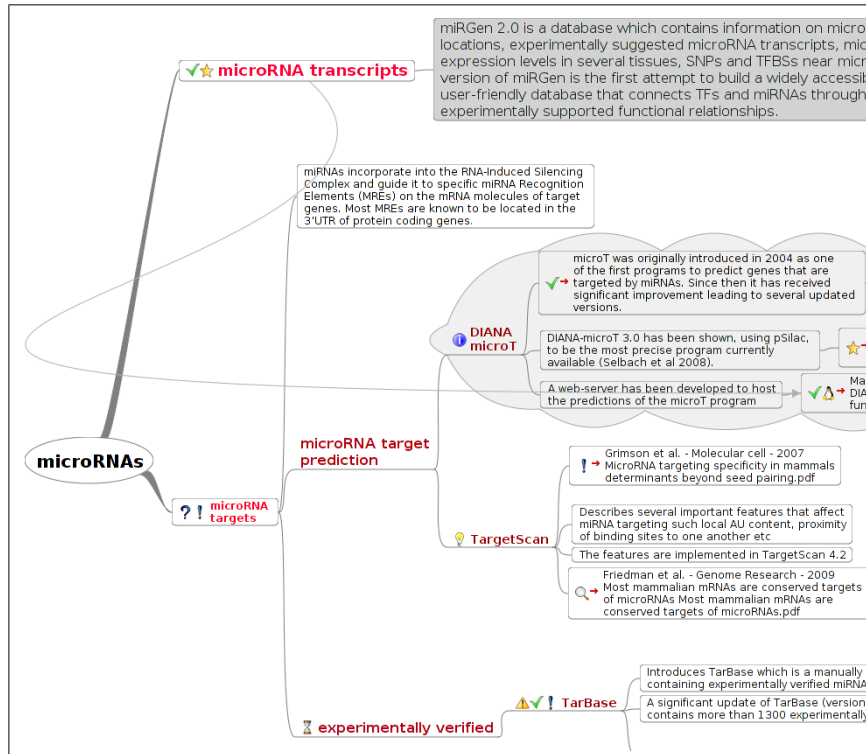 miRGen 2.0 is a database which contains information on micro
locations, experimentally suggested microRNA transcripts, mic
expression levels in several tissues, SNPs and TFBSs near micr
version of miRGen is the first attempt to build a widely accessib
user-friendly database that connects TFs and miRNAs through
experimentally supported functional relationships.
microRNA transcripts
miRNAs incorporate into the RNA-Induced Silencing
Complex and guide it to specific miRNA Recognition
Elements (MREs) on the mRNA molecules of target
genes. Most MREs are known to be located in the
3'UTR of protein coding genes.
microT was originally introduced in 2004 as one
of the first programs to predict genes that are
targeted by miRNAs. Since then it has received
significant improvement leading to several updated
versions.
DIANA
microT
DIANA-microT 3.0 has been shown, using pSilac,
to be the most precise program currently
available (Selbach et al 2008).
A web-server has been developed to host
the predictions of the microT program
Ma
DIA
fun
microRNAs
microRNA target
prediction
microRNA
targets
Grimson et al. - Molecular cell - 2007
MicroRNA targeting specificity in mammals
determinants beyond seed pairing.pdf
Describes several important features that affect
miRNA targeting such local AU content, proximity
of binding sites to one another etc
TargetScan
The features are implemented in TargetScan 4.2
Friedman et al. - Genome Research - 2009
Most mammalian mRNAs are conserved targets
of microRNAs Most mammalian mRNAs are
conserved targets of microRNAs.pdf
experimentally verified
TarBase
Introduces TarBase which is a manually
containing experimentally verified miRNA
A significant update of TarBase (version
contains more than 1300 experimentally